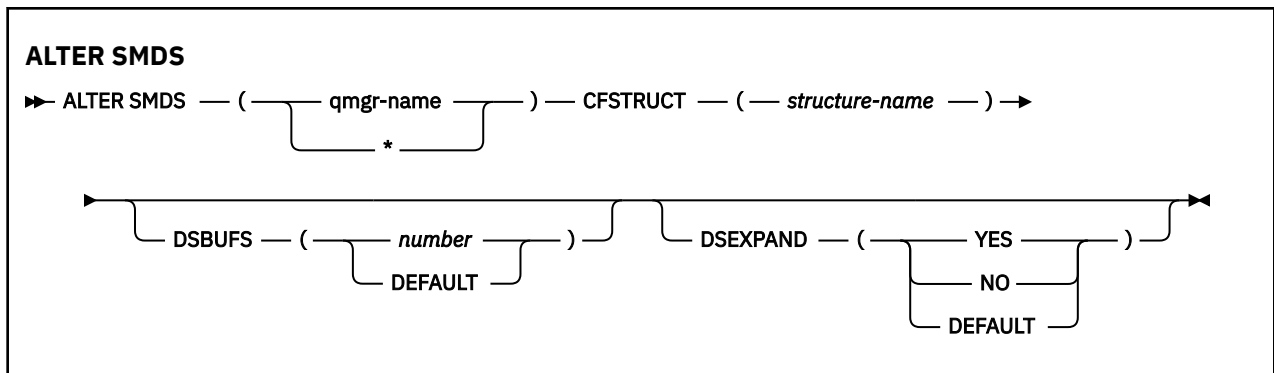 ALTER SMDS
ALTER SMDS ( qmgr-name ) CFSTRUCT ( structure-name )
*
DSBUFS ( number ) DSEXPAND ( YES )
DEFAULT NO
DEFAULT